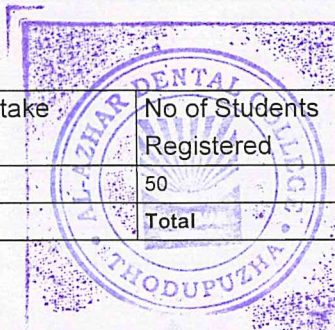 take No of Students
Registered
50
Total
AL-AZHAR DENTAL COLLEGE
• THODUPUZHA •